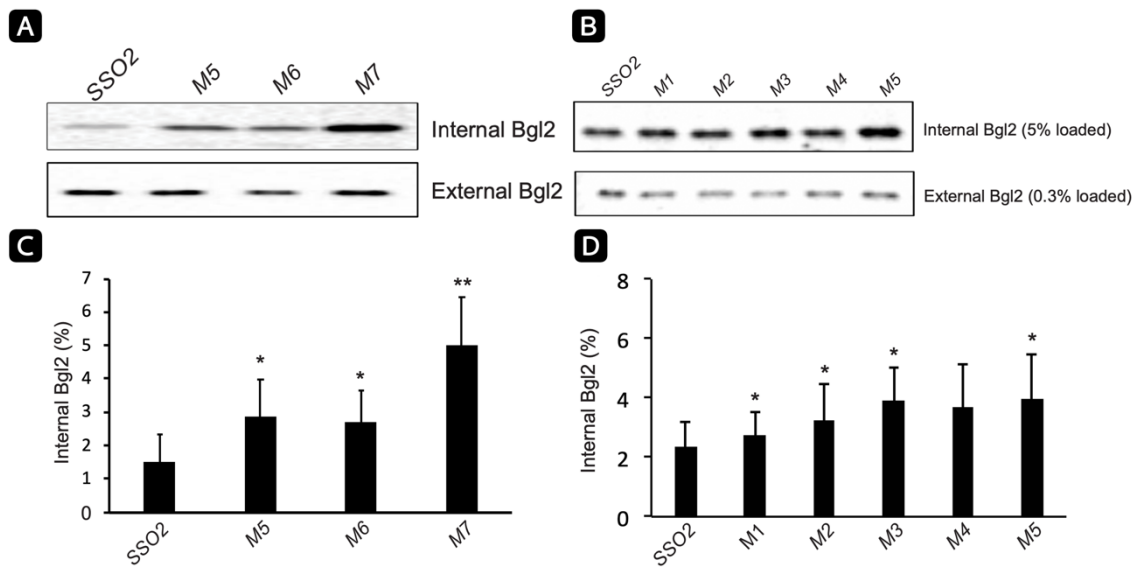 A
SSO2 M5 M6 M7
Internal Bgl2
External Bgl2
B
SSO2 M1 M2 M3 M4 M5
Internal Bgl2 (5% loaded)
External Bgl2 (0.3% loaded)
C
Internal Bgl2 (%)
7
6
5
4
3
2
1
0
* * **
SSO2 M5 M6 M7
D
Internal Bgl2 (%)
8
6
4
2
0
* * * *
SSO2 M1 M2 M3 M4 M5